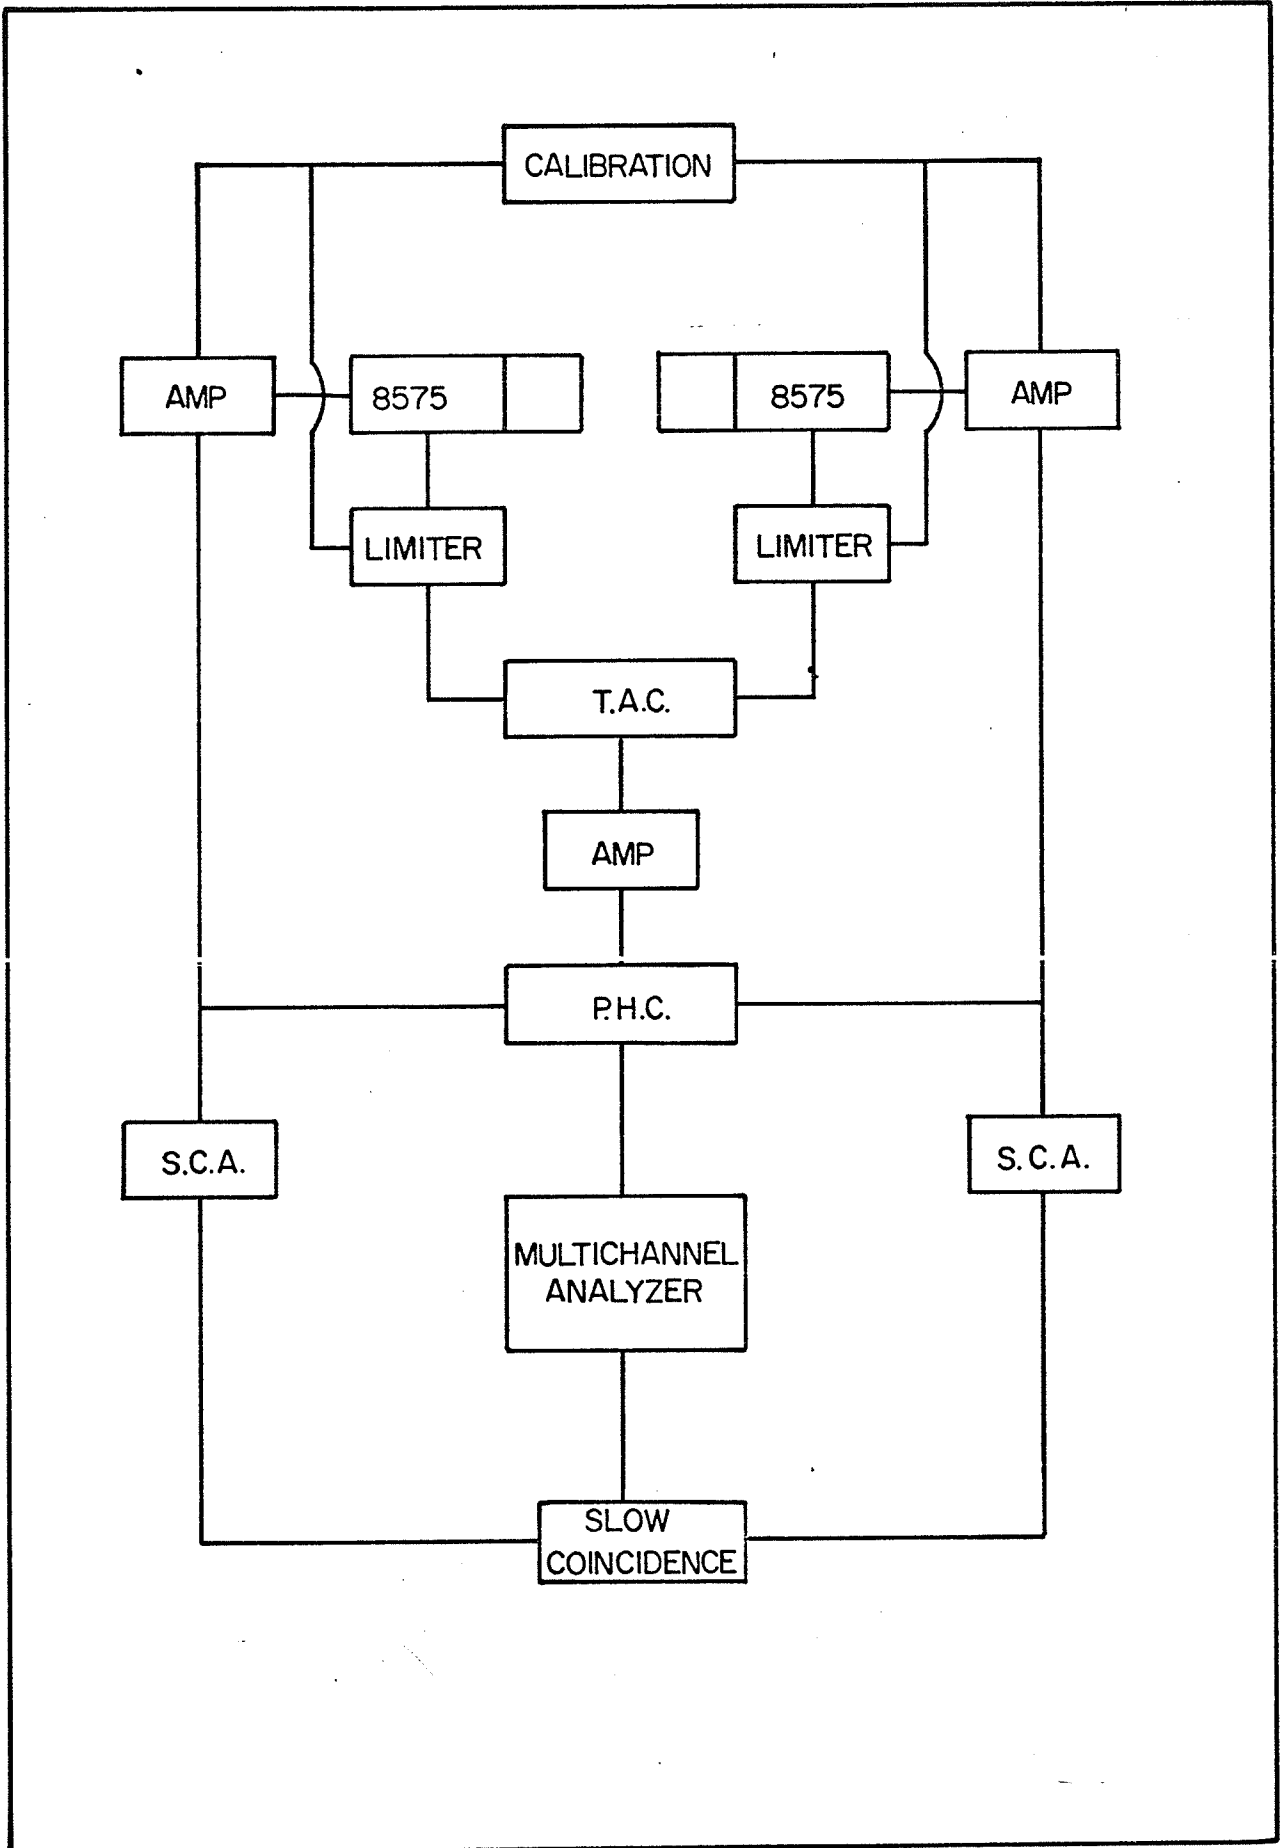 CALIBRATION
AMP
8575
8575
AMP
LIMITER
LIMITER
T.A.C.
AMP
P.H.C.
S.C.A.
S.C.A.
MULTICHANNEL
ANALYZER
SLOW
COINCIDENCE